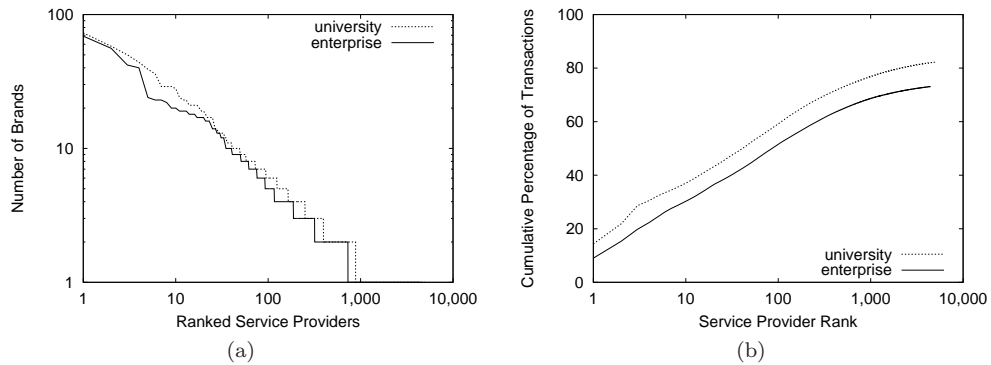 100
10
1
1
10
100
1,000
10,000
Number of Brands
Ranked Service Providers
university
enterprise
(a)
100
80
60
40
20
0
1
10
100
1,000
10,000
Cumulative Percentage of Transactions
Service Provider Rank
university
enterprise
(b)